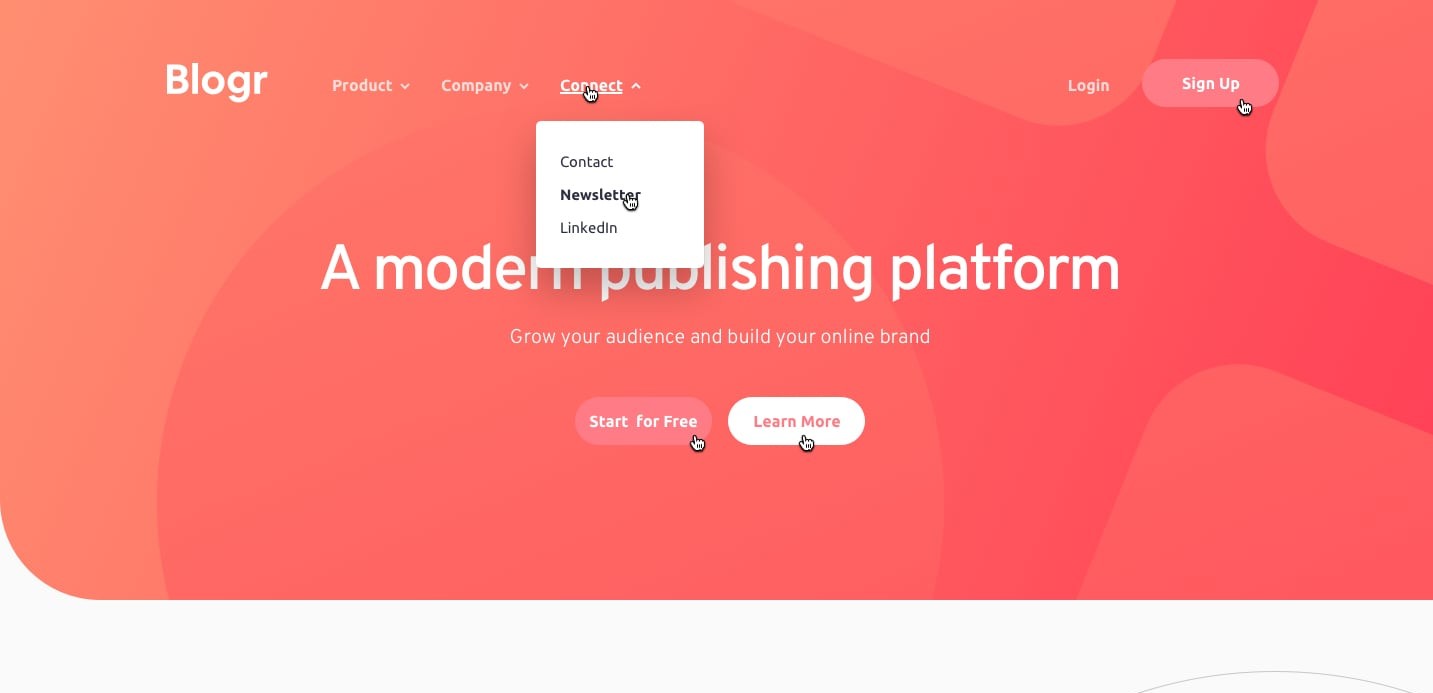 Blogr Product Company Connect Login Sign Up
Contact
Newsletter
LinkedIn
A modern publishing platform
Grow your audience and build your online brand
Start for Free Learn More